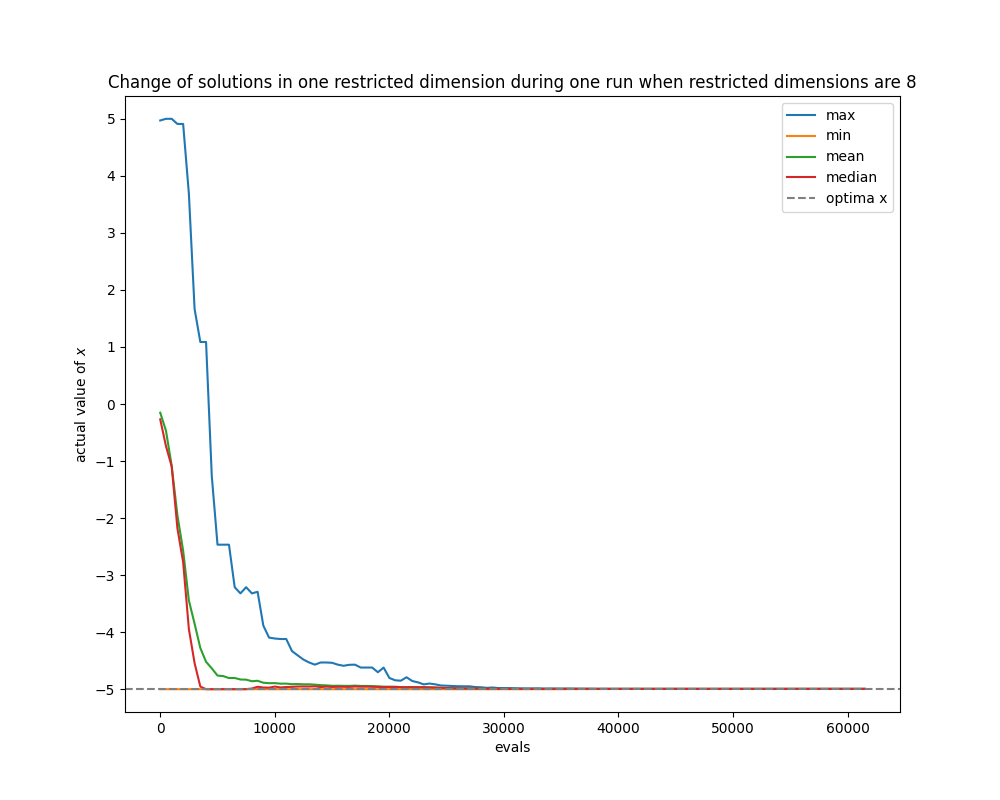 Change of solutions in one restricted dimension during one run when restricted dimensions are 8
max
min
mean
median
optima x
5
4
3
2
1
0
−1
−2
−3
−4
−5
actual value of x
0 10000 20000 30000 40000 50000 60000
evals